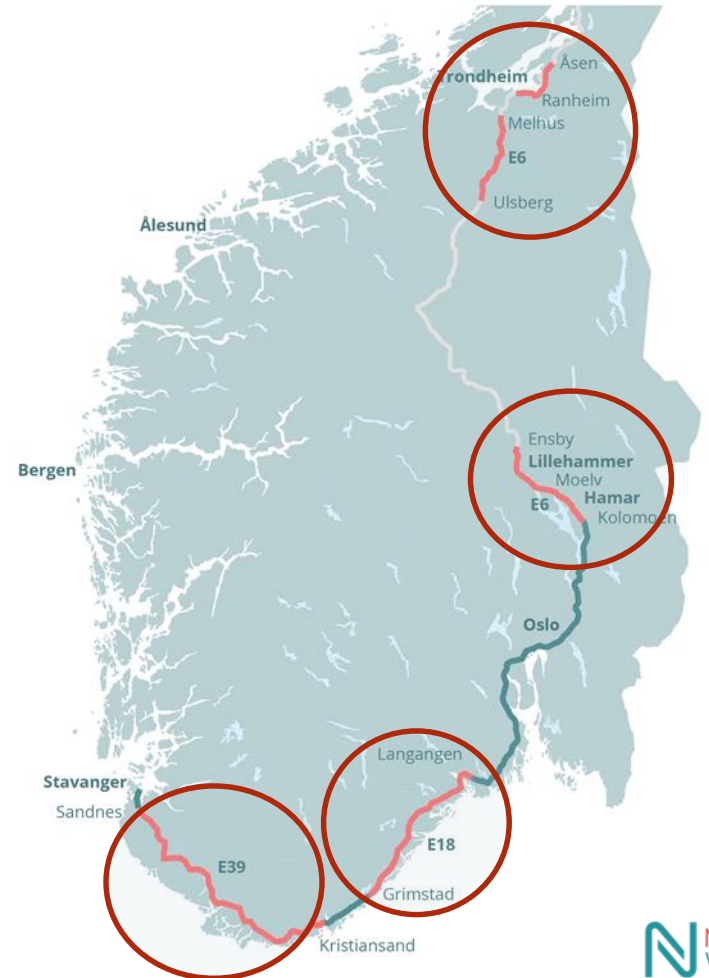 Åsen
Trondheim
Ranheim
Melhus
E6
Ulsberg
Ålesund
Ensby
Lillehammer
Moelv
Bergen
Hamar
E6
Kolomoen
Oslo
Langangen
Stavanger
Sandnes
E18
E39
Grimstad
Kristiansand